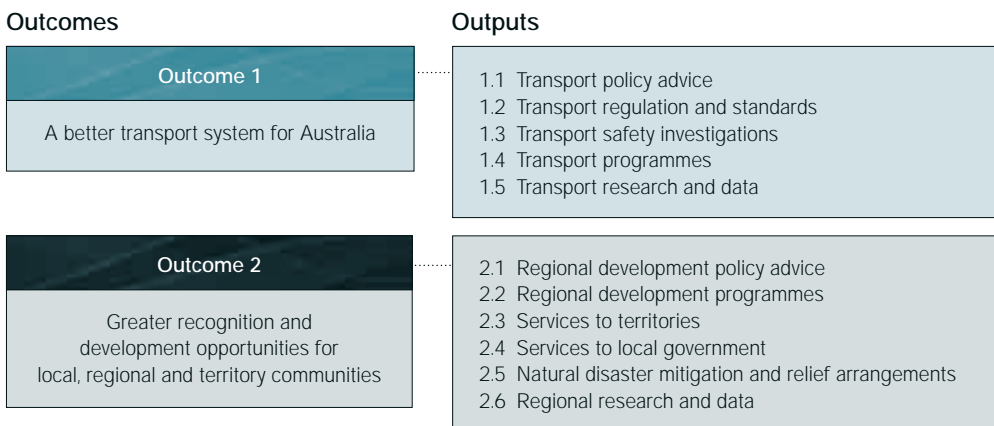 Outcomes
Outputs
Outcome 1
A better transport system for Australia
1.1 Transport policy advice
1.2 Transport regulation and standards
1.3 Transport safety investigations
1.4 Transport programmes
1.5 Transport research and data
Outcome 2
Greater recognition and
development opportunities for
local, regional and territory communities
2.1 Regional development policy advice
2.2 Regional development programmes
2.3 Services to territories
2.4 Services to local government
2.5 Natural disaster mitigation and relief arrangements
2.6 Regional research and data